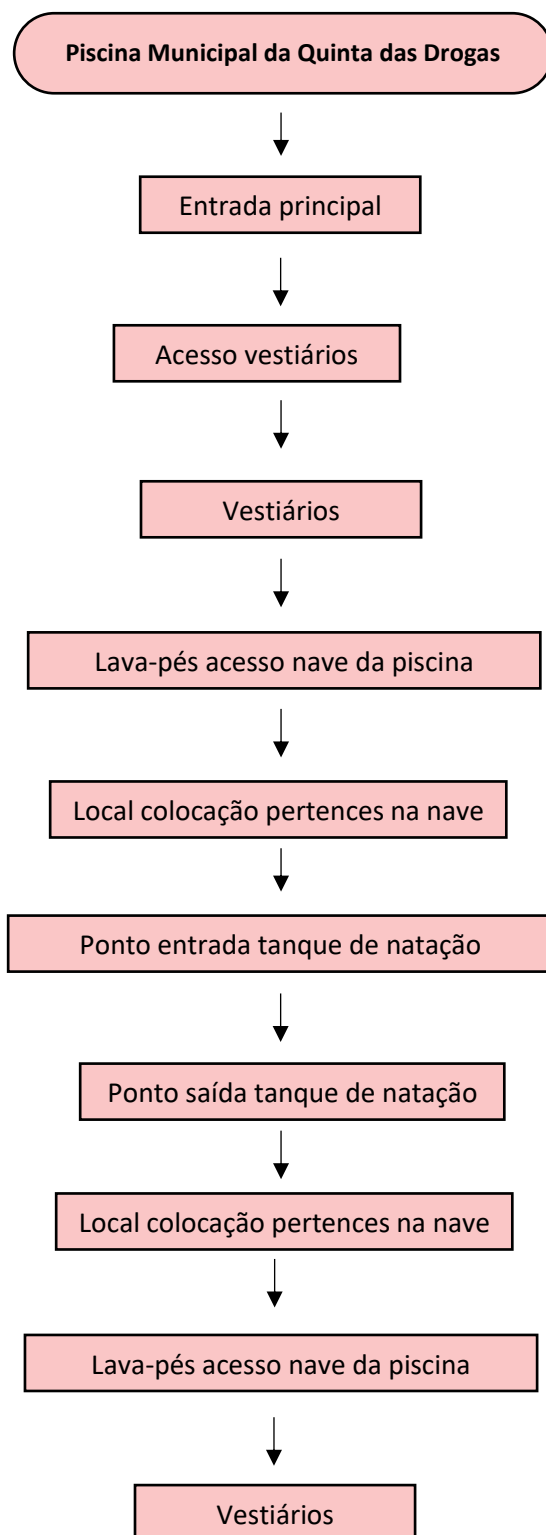 Piscina Municipal da Quinta das Drogas
Entrada principal
Acesso vestiários
Vestiários
Lava-pés acesso nave da piscina
Local colocação pertences na nave
Ponto entrada tanque de natação
Ponto saída tanque de natação
Local colocação pertences na nave
Lava-pés acesso nave da piscina
Vestiários